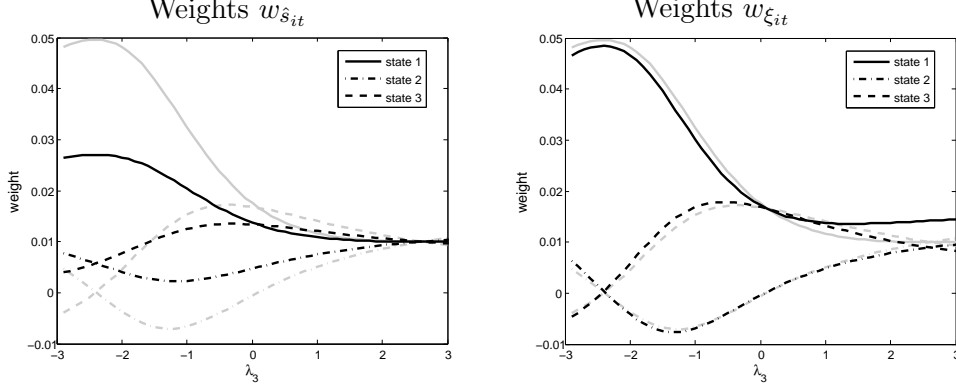 Weights $w_{\hat{s}_{it}}$
0.05
0.04
0.03
0.02
0.01
0
−0.01
weight
−3 −2 −1 0 1 2 3
λ₃
state 1
state 2
state 3
Weights $w_{\xi_{it}}$
0.05
0.04
0.03
0.02
0.01
0
−0.01
weight
−3 −2 −1 0 1 2 3
λ₃
state 1
state 2
state 3